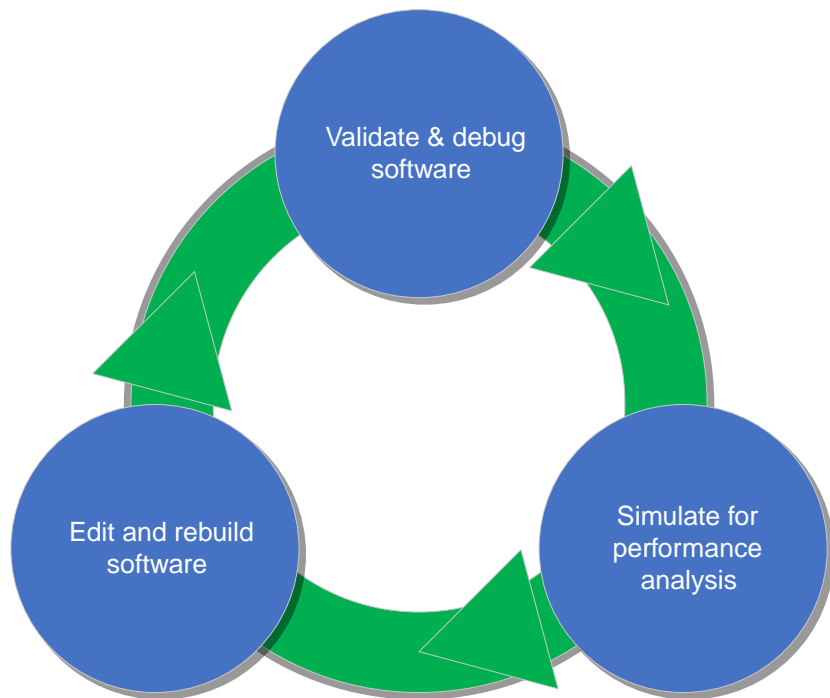 Validate & debug
software
Edit and rebuild
software
Simulate for
performance
analysis